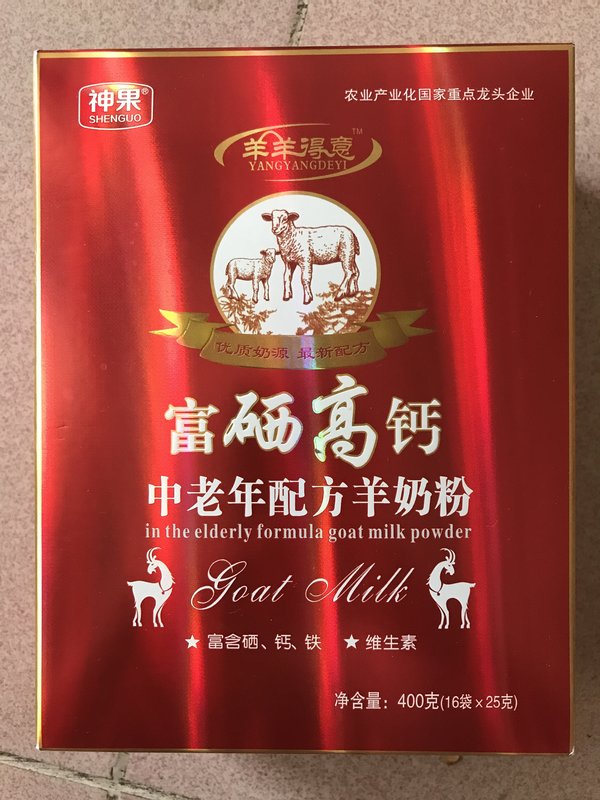 神果®
SHENGUO
农业产业化国家重点龙头企业
羊羊得意™
YANGYANGDEYI
优质奶源 最新配方
富硒高钙
中老年配方羊奶粉
in the elderly formula goat milk powder
Goat Milk
★ 富含硒、钙、铁 ★ 维生素
净含量：400克(16袋×25克)